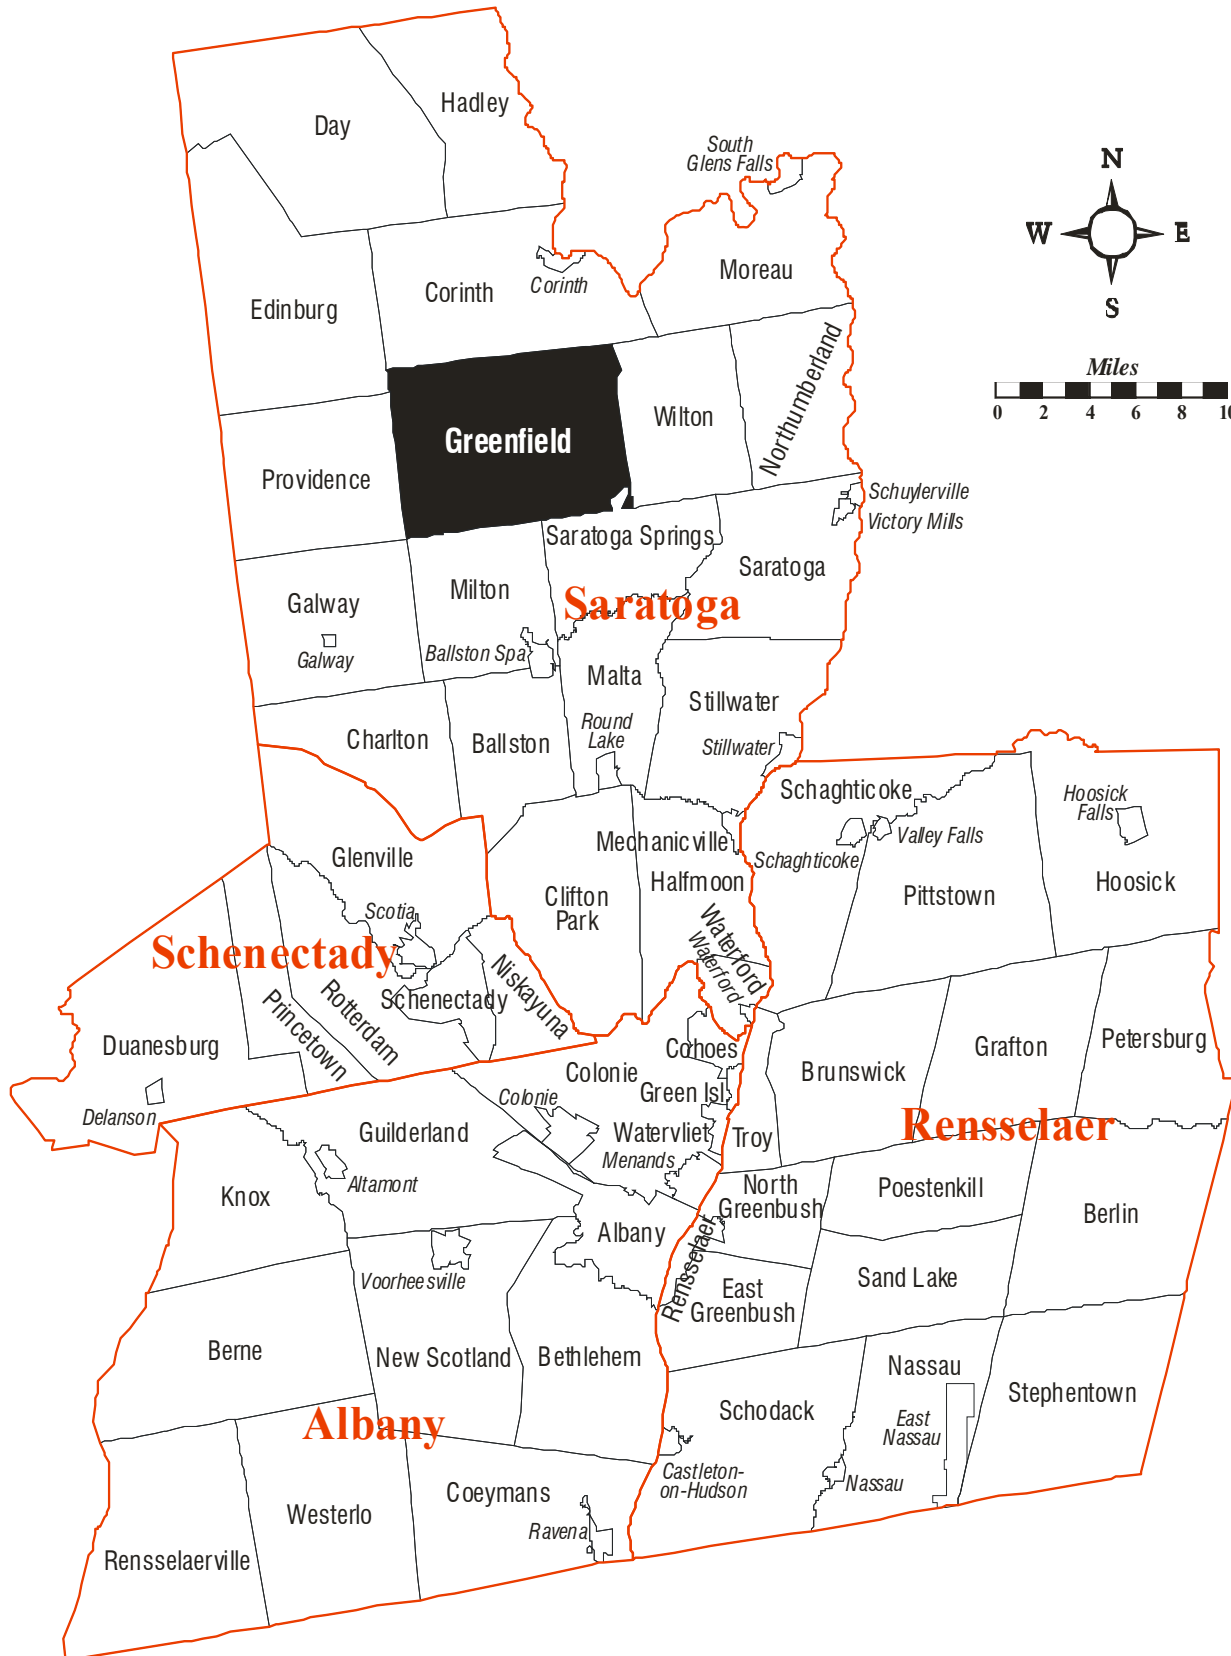 Hadley
Day
South
Glens Falls
N
W
E
S
Moreau
Corinth
Corinth
Edinburg
Miles
0 2 4 6 8 10
Northumberland
Wilton
Greenfield
Providence
Schuylerville
Victory Mills
Saratoga Springs
Saratoga
Milton
Galway
Saratoga
Galway
Ballston Spa
Malta
Stillwater
Round
Lake
Stillwater
Charlton
Ballston
Schaghticoke
Hoosick
Falls
Mechanicville
Valley Falls
Schaghticoke
Glenville
Halfmoon
Hoosick
Clifton
Park
Pittstown
Scotia
Waterford
Waterford
Schenectady
Schenectady
Niskayuna
Rotterdam
Princetown
Duanesburg
Cohoes
Grafton
Petersburg
Colonie
Brunswick
Green Isl.
Colonie
Delanson
Rensselaer
Guilderland
Watervliet
Troy
Menands
Altamont
Knox
North
Greenbush
Poestenkill
Berlin
Albany
Rensselaer
Voorheesville
Sand Lake
East
Greenbush
Berne
New Scotland
Bethlehem
Nassau
Stephentown
Schodack
Albany
East
Nassau
Castleton-
on-Hudson
Nassau
Coeymans
Westerlo
Ravena
Rensselaerville